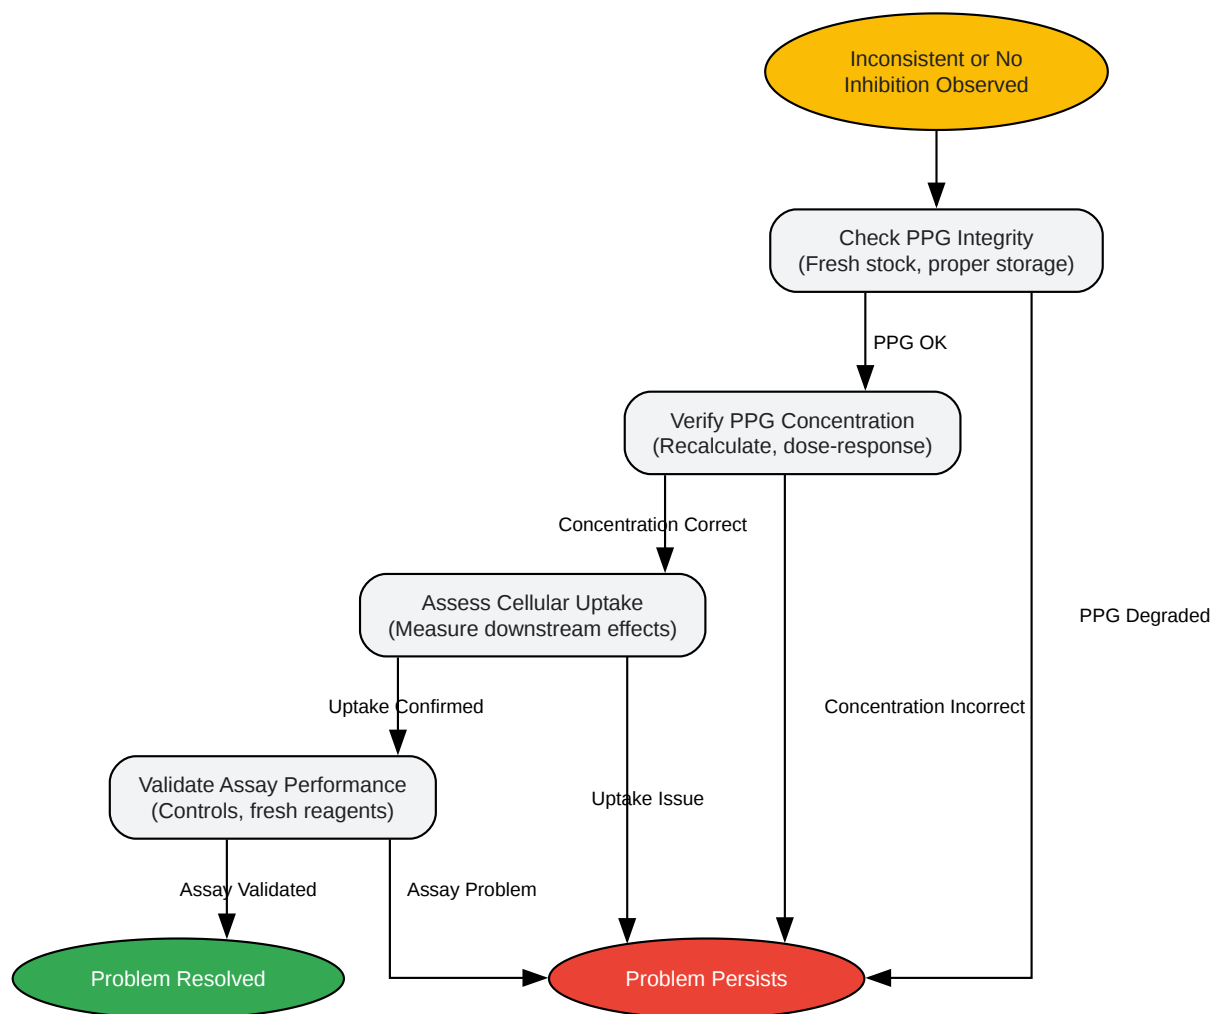 Inconsistent or No
Inhibition Observed
Check PPG Integrity
(Fresh stock, proper storage)
PPG OK
Verify PPG Concentration
(Recalculate, dose-response)
Concentration Correct
Assess Cellular Uptake
(Measure downstream effects)
PPG Degraded
Uptake Confirmed
Concentration Incorrect
Validate Assay Performance
(Controls, fresh reagents)
Uptake Issue
Assay Validated
Assay Problem
Problem Resolved
Problem Persists